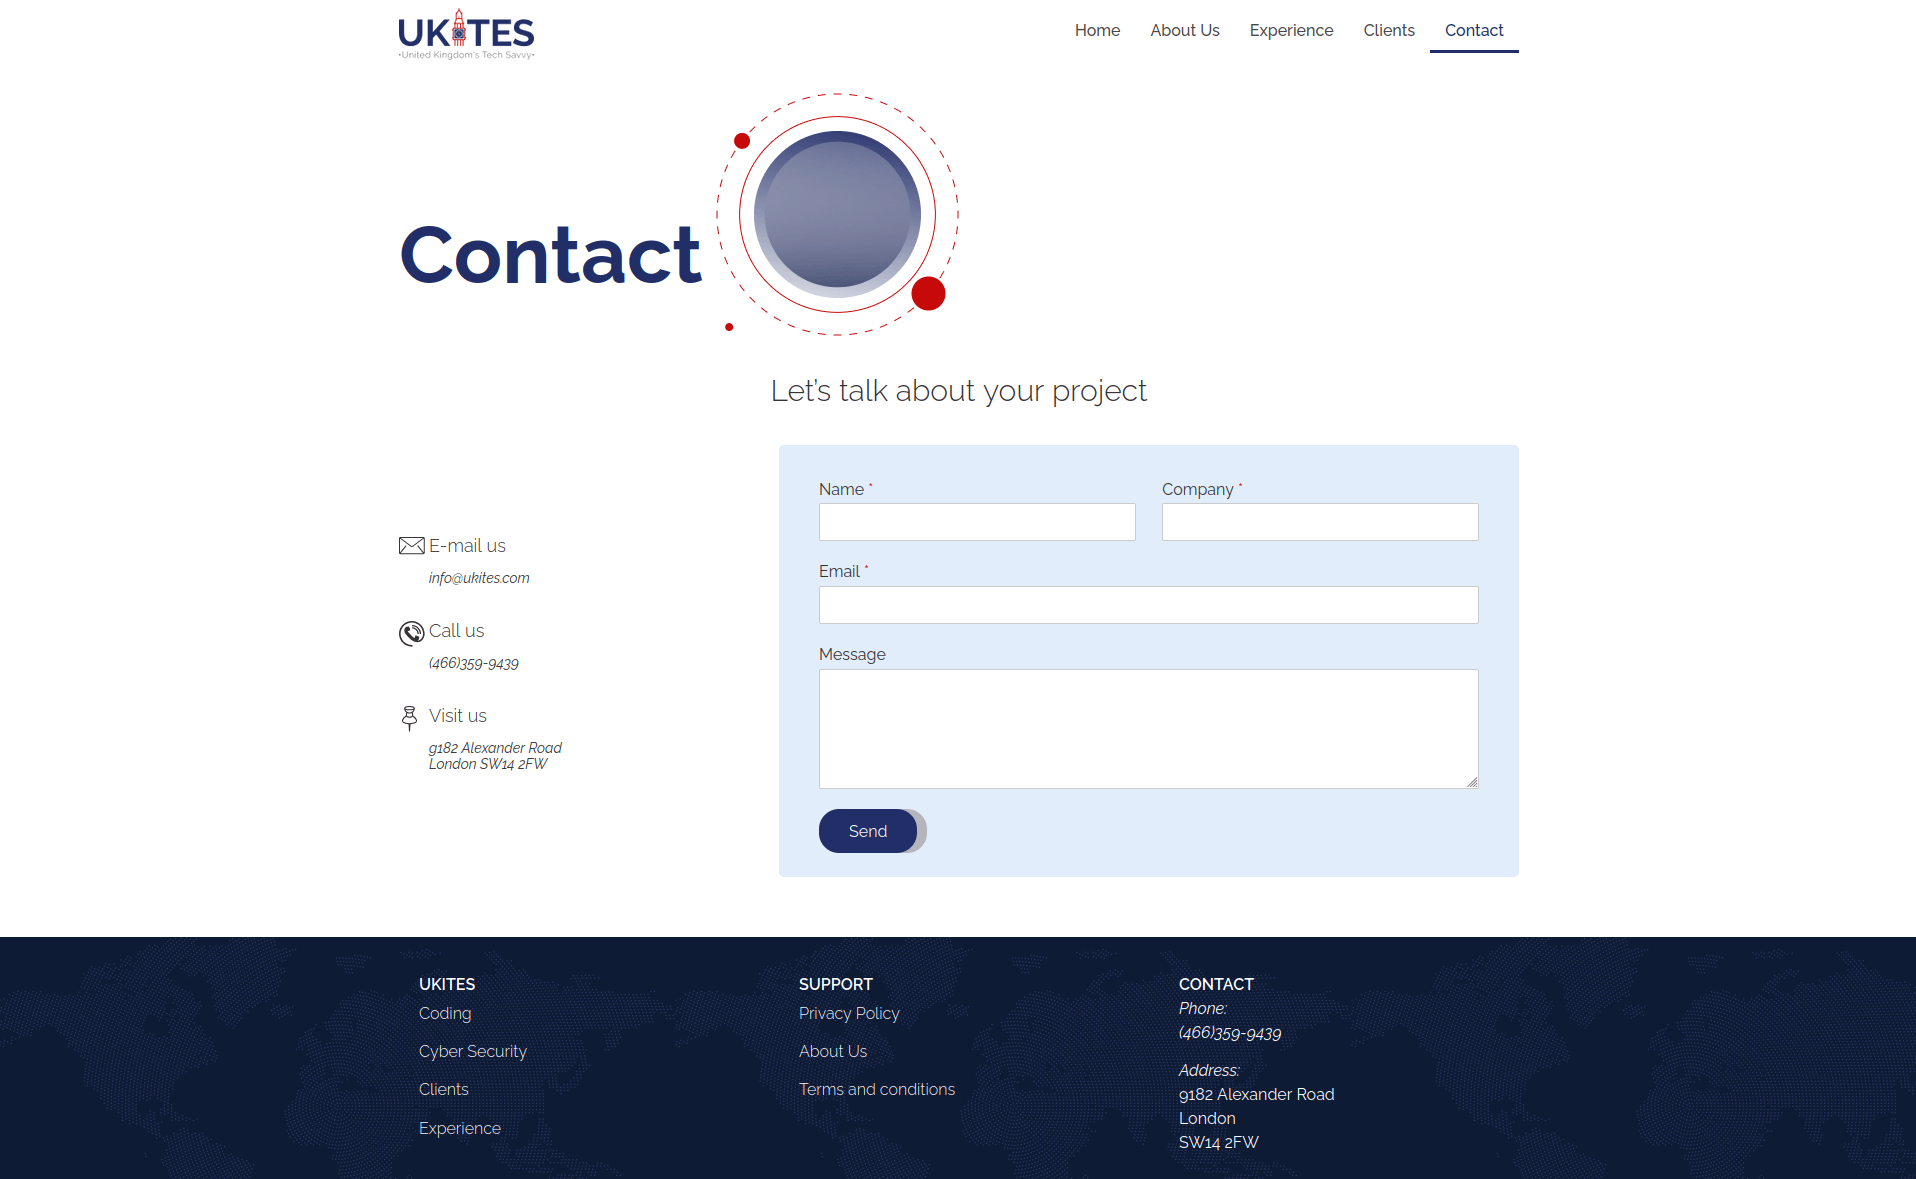 UKITES
•United Kingdom's Tech Savvy•
Home
About Us
Experience
Clients
Contact
Contact
Let's talk about your project
E-mail us
info@ukites.com
Call us
(466)359-9439
Visit us
g182 Alexander Road
London SW14 2FW
Name *
Company *
Email *
Message
Send
UKITES
Coding
Cyber Security
Clients
Experience
SUPPORT
Privacy Policy
About Us
Terms and conditions
CONTACT
Phone:
(466)359-9439
Address:
9182 Alexander Road
London
SW14 2FW